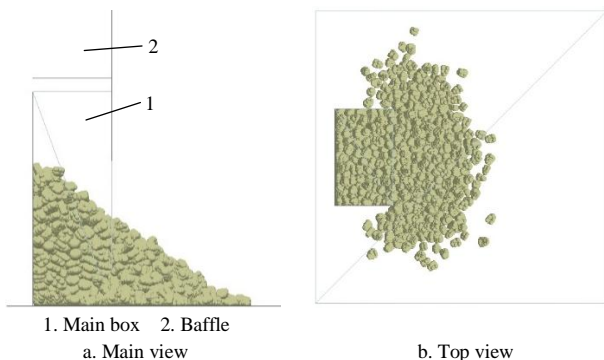 2
1
1. Main box 2. Baffle
a. Main view
b. Top view